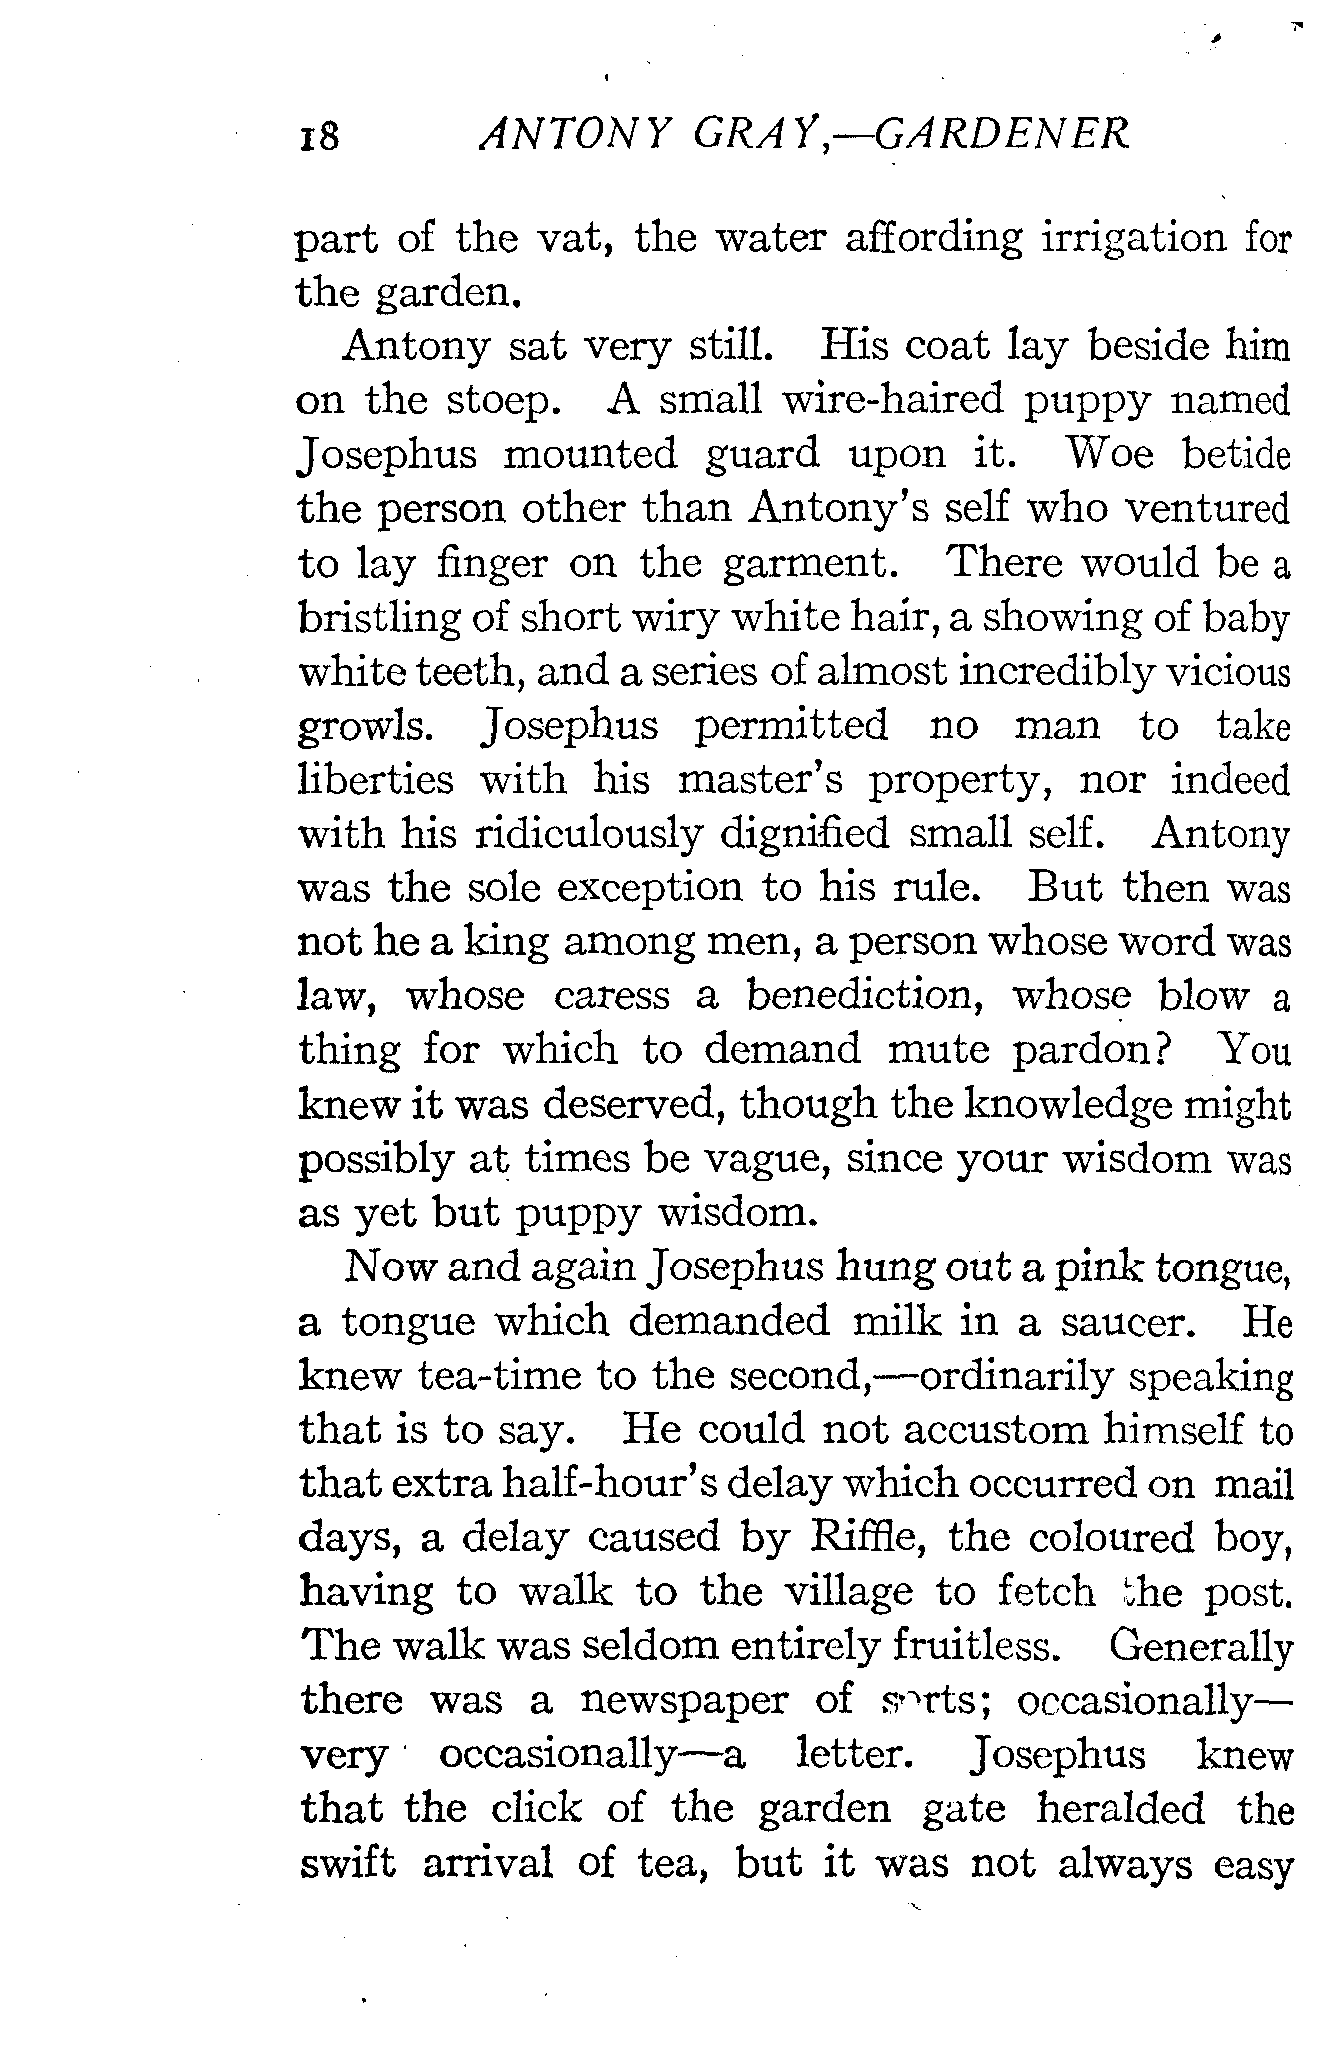 18 ANTONY GRAY,—GARDENER
part of the vat, the water affording irrigation for
the garden.
Antony sat very still. His coat lay beside him
on the stoep. A small wire-haired puppy named
Josephus mounted guard upon it. Woe betide
the person other than Antony's self who ventured
to lay finger on the garment. There would be a
bristling of short wiry white hair, a showing of baby
white teeth, and a series of almost incredibly vicious
growls. Josephus permitted no man to take
liberties with his master's property, nor indeed
with his ridiculously dignified small self. Antony
was the sole exception to his rule. But then was
not he a king among men, a person whose word was
law, whose caress a benediction, whose blow a
thing for which to demand mute pardon? You
knew it was deserved, though the knowledge might
possibly at times be vague, since your wisdom was
as yet but puppy wisdom.
Now and again Josephus hung out a pink tongue,
a tongue which demanded milk in a saucer. He
knew tea-time to the second,—ordinarily speaking
that is to say. He could not accustom himself to
that extra half-hour's delay which occurred on mail
days, a delay caused by Riffle, the coloured boy,
having to walk to the village to fetch the post.
The walk was seldom entirely fruitless. Generally
there was a newspaper of sorts; occasionally—
very occasionally—a letter. Josephus knew
that the click of the garden gate heralded the
swift arrival of tea, but it was not always easy